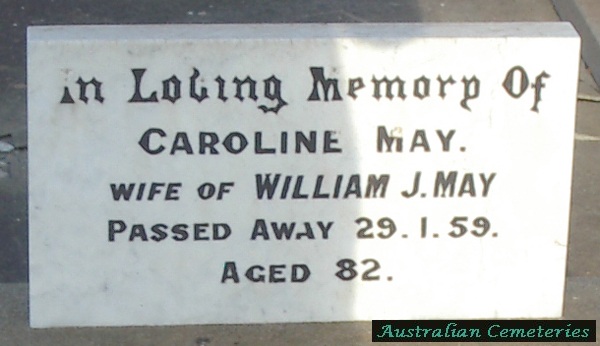 In Loving Memory Of
CAROLINE MAY.
WIFE OF WILLIAM J. MAY
PASSED AWAY 29.1.59.
AGED 82.
Australian Cemeteries